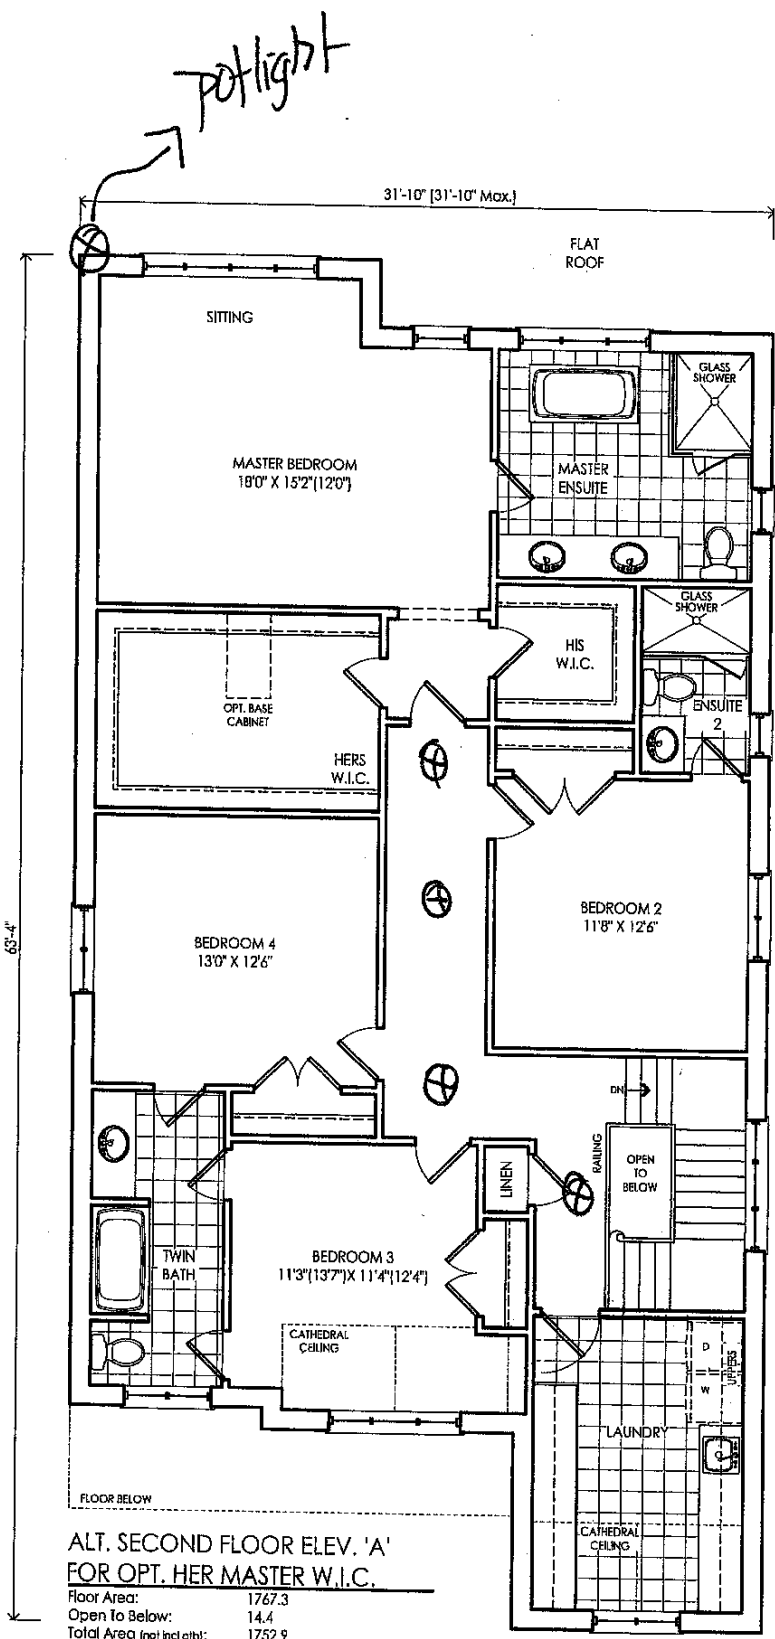 potlight
31'-10" (31'-10" Max.)
FLAT
ROOF
SITTING
GLASS
SHOWER
MASTER BEDROOM
18'0" X 15'2"(12'0")
MASTER
ENSUITE
GLASS
SHOWER
HIS
W.I.C.
OPT. BASE
CABINET
ENSUITE
2
HERS
W.I.C.
63'-4"
BEDROOM 2
11'8" X 12'6"
BEDROOM 4
13'0" X 12'6"
DN
RAILING
OPEN
TO
BELOW
LINEN
TWIN
BATH
BEDROOM 3
11'3"(13'7")X 11'4"(12'4")
CATHEDRAL
CEILING
D
W
UPPERS
LAUNDRY
FLOOR BELOW
CATHEDRAL
CEILING
ALT. SECOND FLOOR ELEV. 'A'
FOR OPT. HER MASTER W.I.C.
Floor Area: 1767.3
Open To Below: 14.4
Total Area (not incl otb): 1752.9